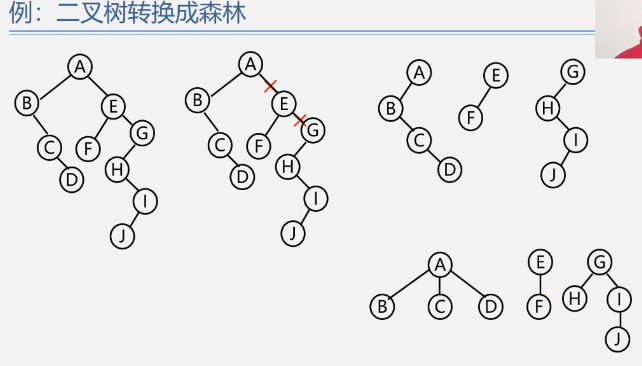 例：二叉树转换成森林
A A A E G
B E B E B F H
C F G C F G C I
D H D H D J
I I
J J
A E G
B C D F H I
J